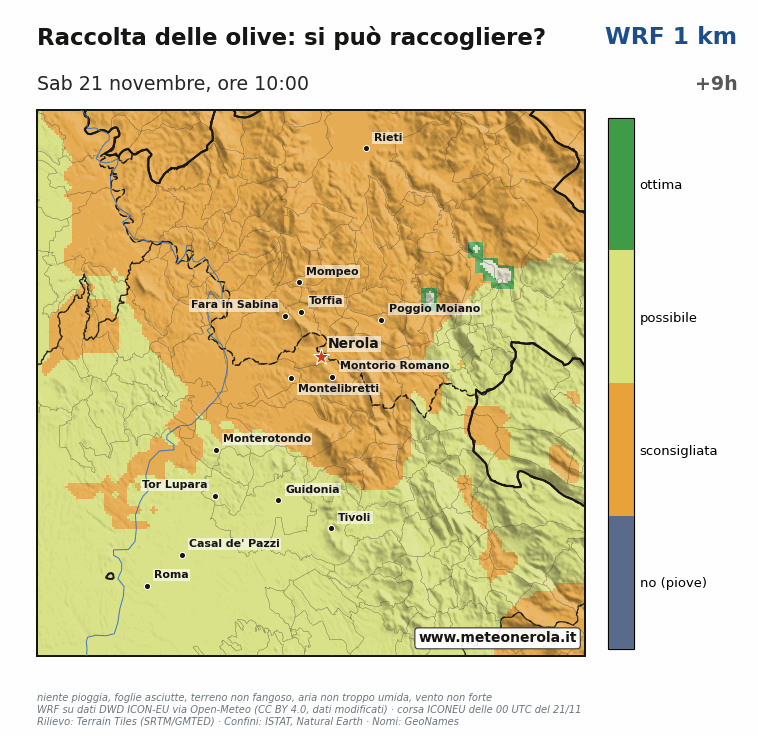 Raccolta delle olive: si può raccogliere?
WRF 1 km
Sab 21 novembre, ore 10:00
+9h
Rieti
ottima
Mompeo
Toffia
Fara in Sabina
Poggio Moiano
possibile
Nerola
Montorio Romano
Montelibretti
Monterotondo
sconsigliata
Tor Lupara
Guidonia
Tivoli
Casal de' Pazzi
Roma
no (piove)
www.meteonerola.it
niente pioggia, foglie asciutte, terreno non fangoso, aria non troppo umida, vento non forte
WRF su dati DWD ICON-EU via Open-Meteo (CC BY 4.0, dati modificati) · corsa ICONEU delle 00 UTC del 21/11
Rilievo: Terrain Tiles (SRTM/GMTED) · Confini: ISTAT, Natural Earth · Nomi: GeoNames